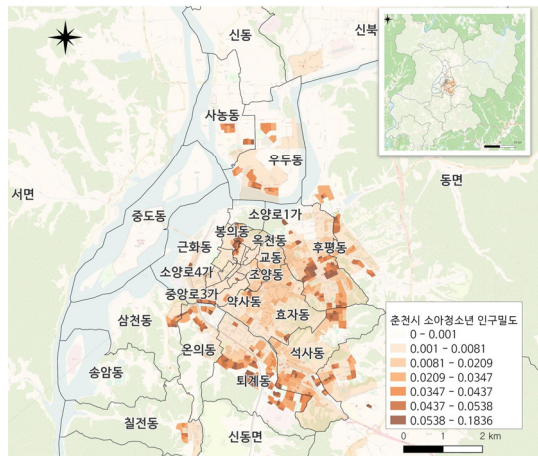 신동
신북
사농동
우두동
서면
동면
중도동
소양로1가
봉의동
옥천동
근화동
후평동
교동
소양로4가
조양동
중앙로3가
약사동
삼천동
효자동
온의동
석사동
송암동
퇴계동
칠전동
신동면
춘천시 소아청소년 인구밀도
0 - 0.001
0.001 - 0.0081
0.0081 - 0.0209
0.0209 - 0.0347
0.0347 - 0.0437
0.0437 - 0.0538
0.0538 - 0.1836
0 1 2 km